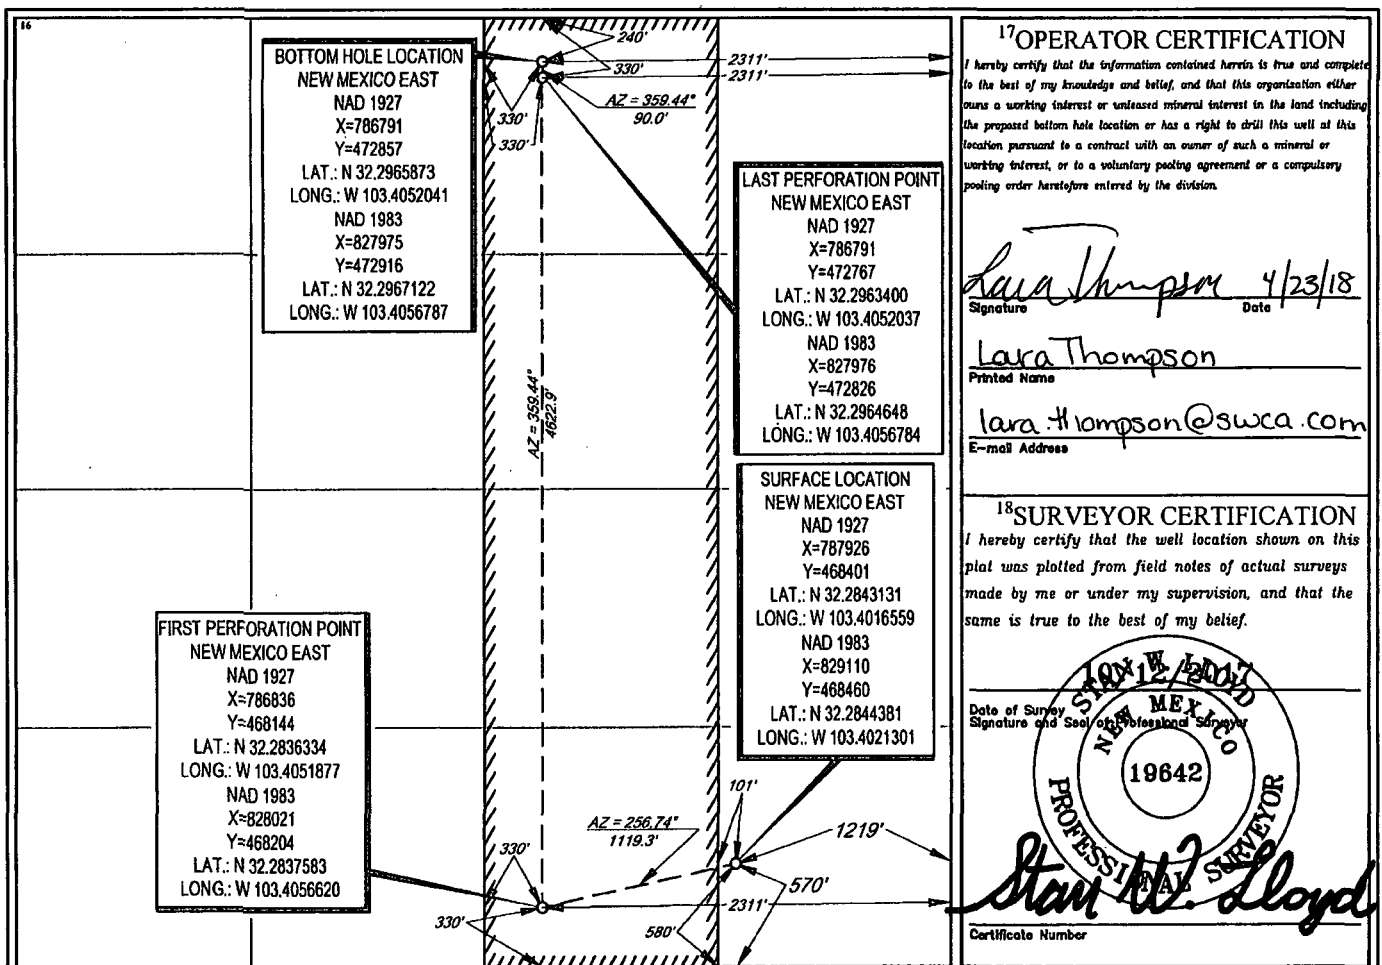 16
240'
330'
2311'
2311'
AZ = 359.44°
90.0'
330'
330'
BOTTOM HOLE LOCATION
NEW MEXICO EAST
NAD 1927
X=786791
Y=472857
LAT.: N 32.2965873
LONG.: W 103.4052041
NAD 1983
X=827975
Y=472916
LAT.: N 32.2967122
LONG.: W 103.4056787
LAST PERFORATION POINT
NEW MEXICO EAST
NAD 1927
X=786791
Y=472767
LAT.: N 32.2963400
LONG.: W 103.4052037
NAD 1983
X=827976
Y=472826
LAT.: N 32.2964648
LONG.: W 103.4056784
AZ = 359.44°
4622.9'
SURFACE LOCATION
NEW MEXICO EAST
NAD 1927
X=787926
Y=468401
LAT.: N 32.2843131
LONG.: W 103.4016559
NAD 1983
X=829110
Y=468460
LAT.: N 32.2844381
LONG.: W 103.4021301
FIRST PERFORATION POINT
NEW MEXICO EAST
NAD 1927
X=786836
Y=468144
LAT.: N 32.2836334
LONG.: W 103.4051877
NAD 1983
X=828021
Y=468204
LAT.: N 32.2837583
LONG.: W 103.4056620
101'
AZ = 256.74°
1119.3'
1219'
330'
570'
330'
2311'
580'
17 OPERATOR CERTIFICATION
I hereby certify that the information contained herein is true and complete
to the best of my knowledge and belief, and that this organization either
owns a working interest or unleased mineral interest in the land including
the proposed bottom hole location or has a right to drill this well at this
location pursuant to a contract with an owner of such a mineral or
working interest, or to a voluntary pooling agreement or a compulsory
pooling order heretofore entered by the division.
Lara Thompson 4/23/18
Signature Date
Lara Thompson
Printed Name
lara.thompson@swca.com
E-mail Address
18 SURVEYOR CERTIFICATION
I hereby certify that the well location shown on this
plat was plotted from field notes of actual surveys
made by me or under my supervision, and that the
same is true to the best of my belief.
10/12/2017
Date of Survey
Signature and Seal of Professional Surveyor
STAN W. LLOYD
NEW MEXICO
19642
PROFESSIONAL SURVEYOR
Stan W. Lloyd
Certificate Number